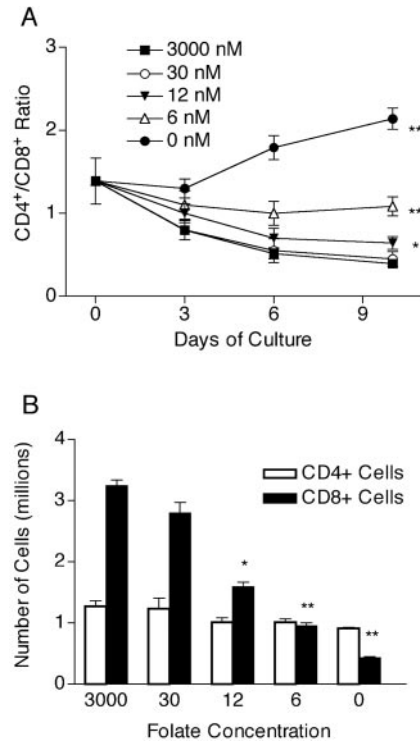 A
3000 nM
30 nM
12 nM
6 nM
0 nM
CD4+/CD8+ Ratio
3
2
1
0
**
**
*
0 3 6 9
Days of Culture
B
CD4+ Cells
CD8+ Cells
Number of Cells (millions)
4
3
2
1
0
*
**
**
3000 30 12 6 0
Folate Concentration